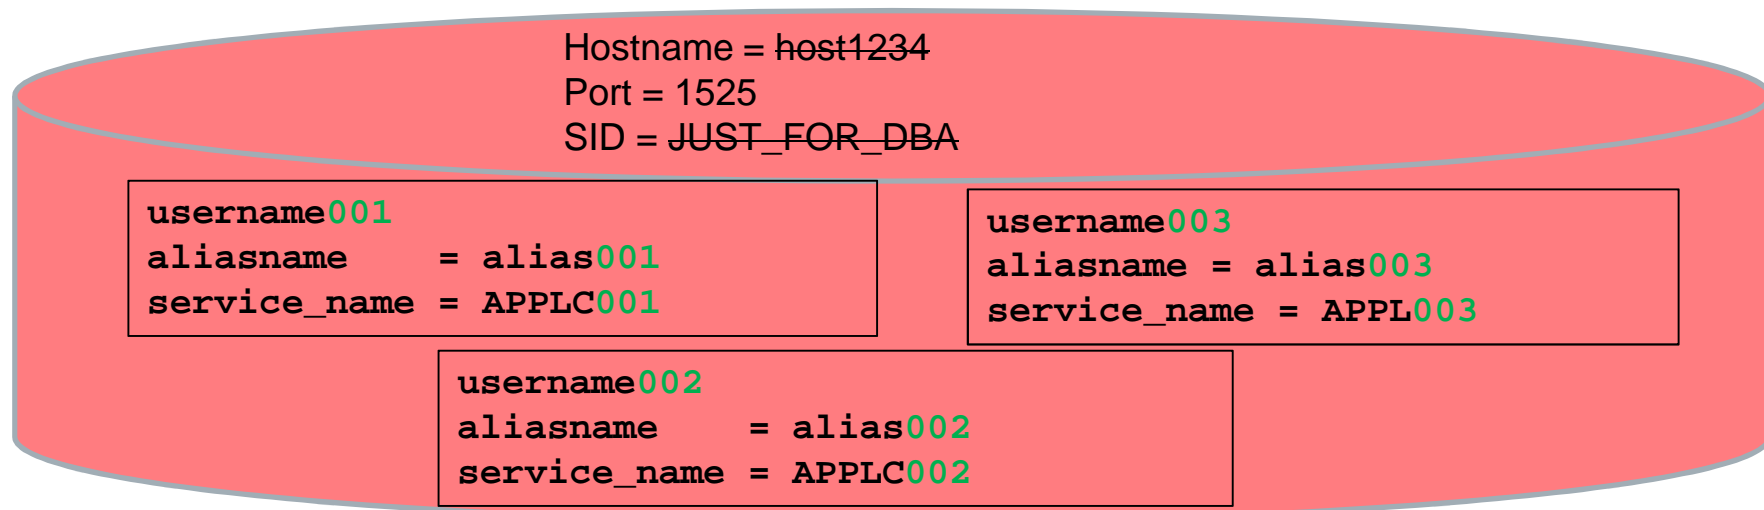 Hostname = host1234
Port = 1525
SID = JUST_FOR_DBA
username001
aliasname    = alias001
service_name = APPLC001
username003
aliasname = alias003
service_name = APPL003
username002
aliasname    = alias002
service_name = APPLC002